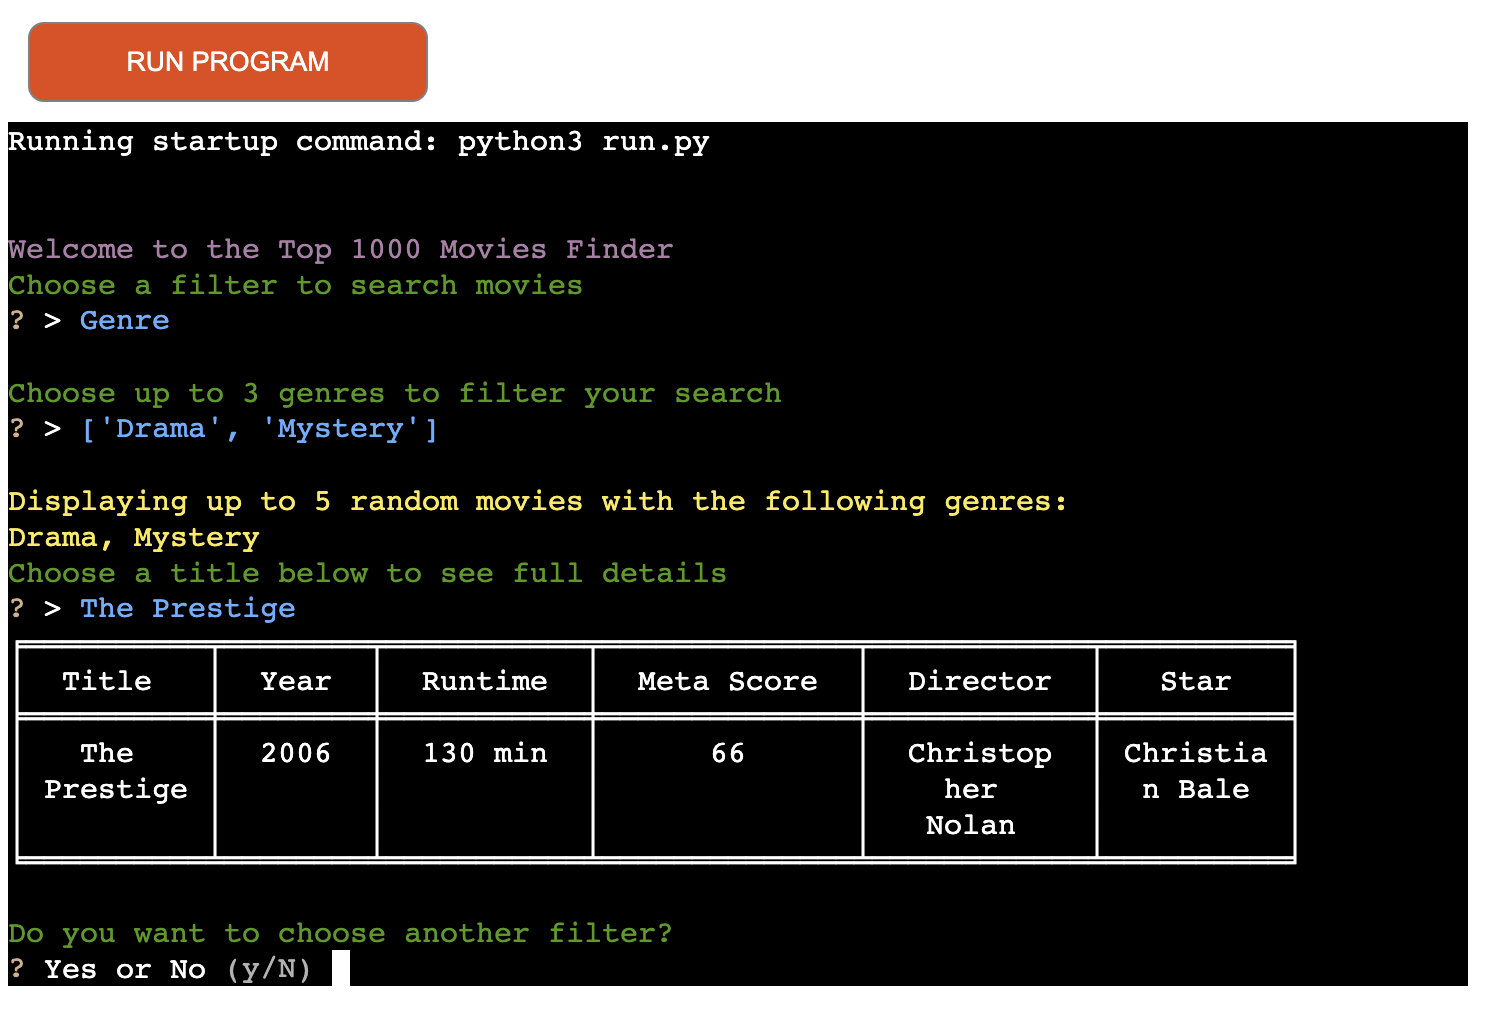 RUN PROGRAM
Running startup command: python3 run.py
Welcome to the Top 1000 Movies Finder
Choose a filter to search movies
? > Genre
Choose up to 3 genres to filter your search
? > ['Drama', 'Mystery']
Displaying up to 5 random movies with the following genres:
Drama, Mystery
Choose a title below to see full details
? > The Prestige
Title Year Runtime Meta Score Director Star
The 2006 130 min 66 Christop Christia
Prestige her n Bale
Nolan
Do you want to choose another filter?
? Yes or No (y/N)